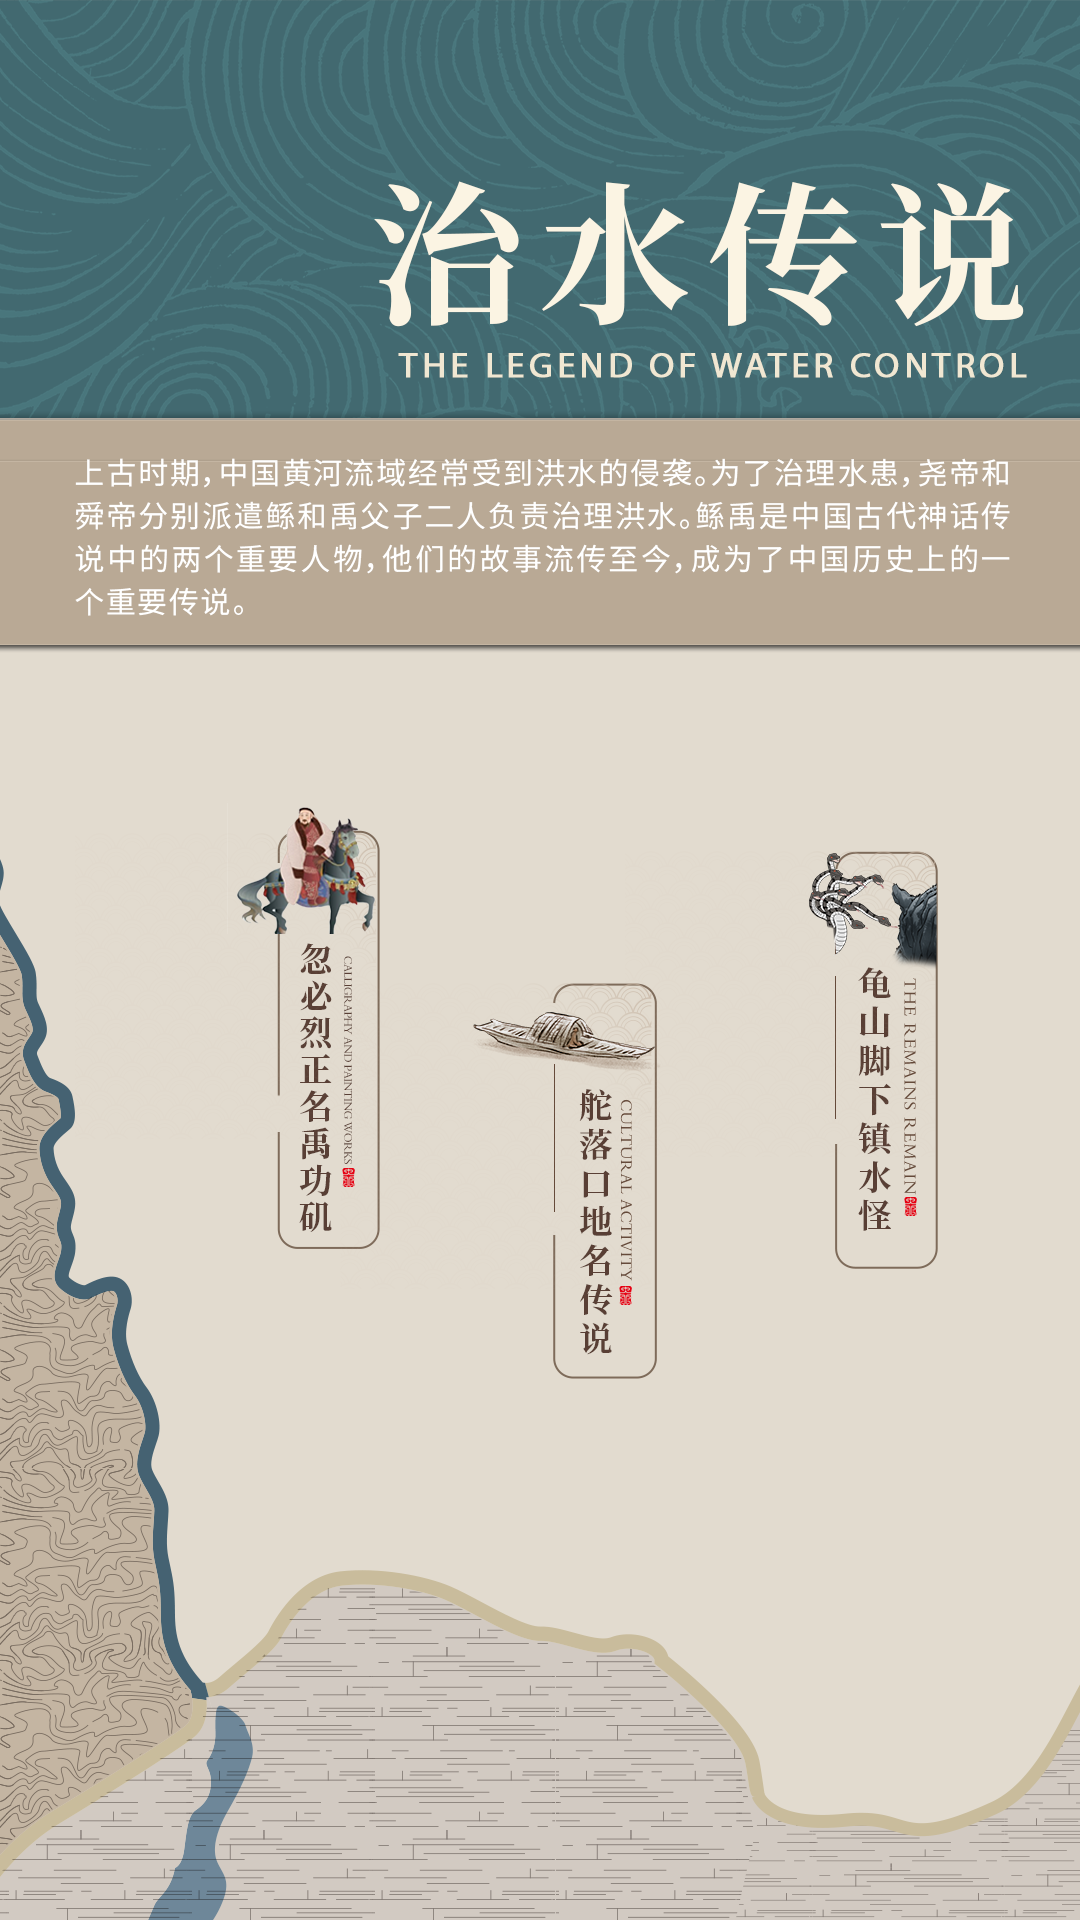 治水传说
THE LEGEND OF WATER CONTROL
上古时期，中国黄河流域经常受到洪水的侵袭。为了治理水患，尧帝和
舜帝分别派遣鲧和禹父子二人负责治理洪水。鲧禹是中国古代神话传
说中的两个重要人物，他们的故事流传至今，成为了中国历史上的一
个重要传说。
忽必烈正名禹功矶
CALLIGRAPHY AND PAINTING WORKS
舵落口地名传说
CULTURAL ACTIVITY
龟山脚下镇水怪
THE REMAINS REMAIN